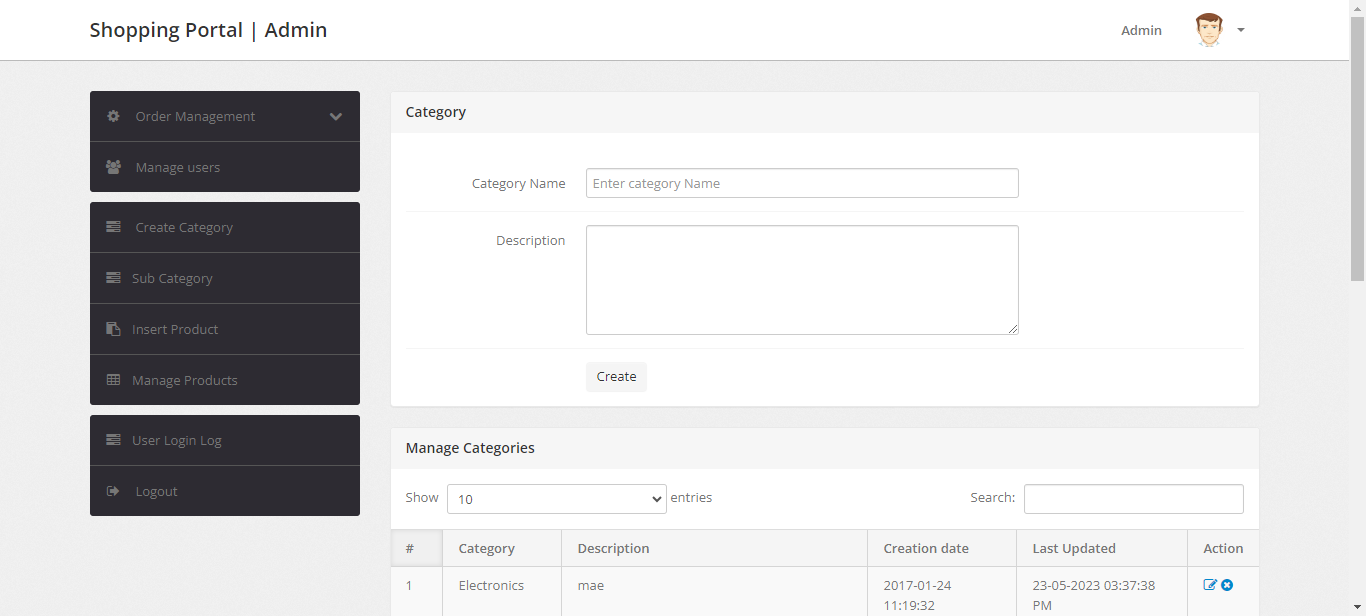 Shopping Portal | Admin
Admin
Order Management
Manage users
Create Category
Sub Category
Insert Product
Manage Products
User Login Log
Logout
Category
Category Name
Enter category Name
Description
Create
Manage Categories
Show 10 entries
Search:
# Category Description Creation date Last Updated Action
1 Electronics mae 2017-01-24 23-05-2023 03:37:38
11:19:32 PM